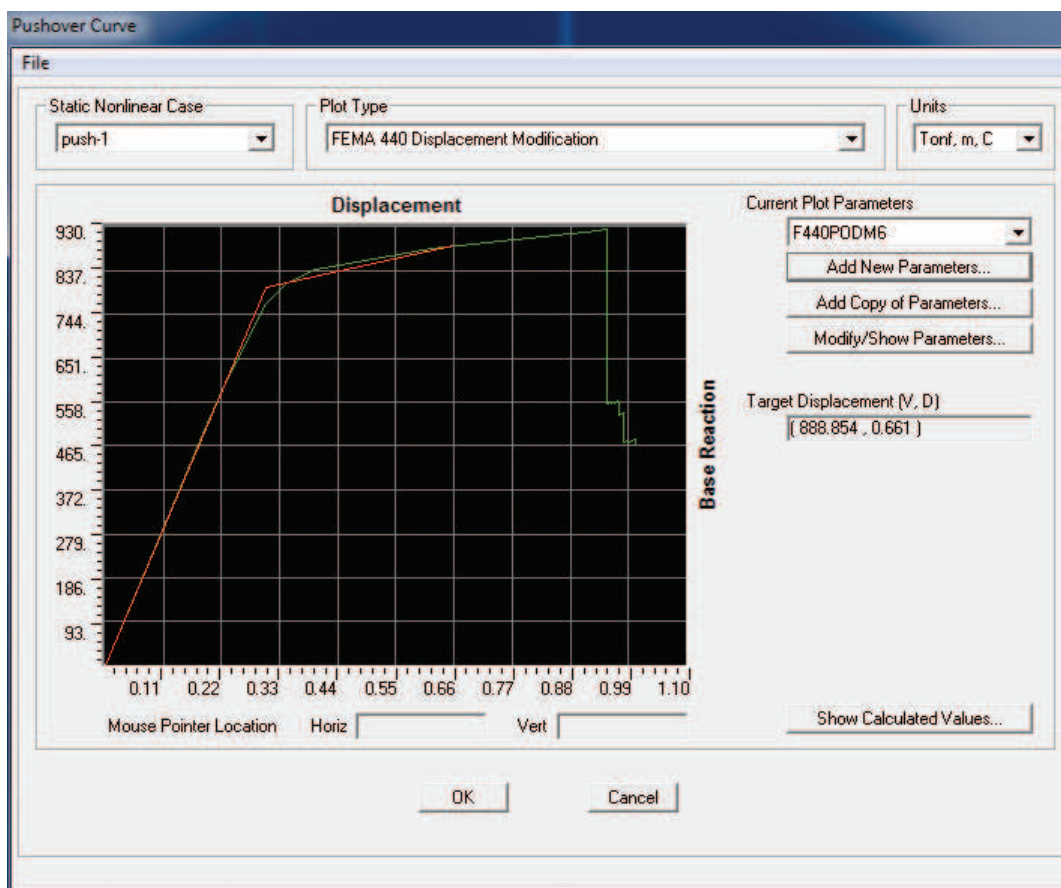 Pushover Curve
File
Static Nonlinear Case
push-1
Plot Type
FEMA 440 Displacement Modification
Units
Tonf, m, C
Displacement
930.
837.
744.
651.
558.
465.
372.
279.
186.
93.
0.11 0.22 0.33 0.44 0.55 0.66 0.77 0.88 0.99 1.10
Base Reaction
Mouse Pointer Location Horiz Vert
Current Plot Parameters
F440PODM6
Add New Parameters...
Add Copy of Parameters...
Modify/Show Parameters...
Target Displacement (V, D)
( 888.854 , 0.661 )
Show Calculated Values...
OK Cancel